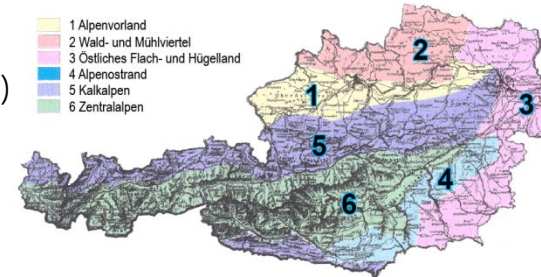 1 Alpenvorland
2 Wald- und Mühlviertel
3 Östliches Flach- und Hügelland
4 Alpenostrand
5 Kalkalpen
6 Zentralalpen
)
2
1
3
5
4
6